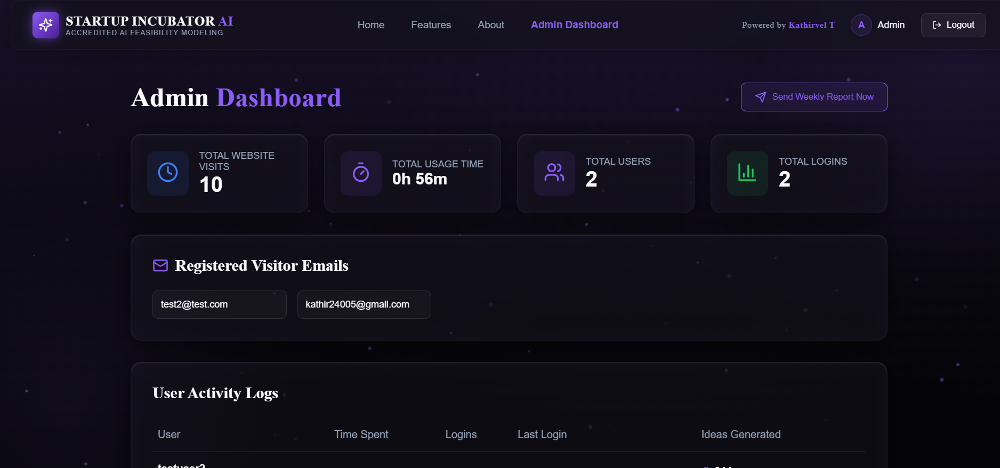 STARTUP INCUBATOR AI
ACCREDITED AI FEASIBILITY MODELING
Home
Features
About
Admin Dashboard
Powered by Kathirvel T
A
Admin
Logout
Admin Dashboard
Send Weekly Report Now
TOTAL WEBSITE
VISITS
10
TOTAL USAGE TIME
0h 56m
TOTAL USERS
2
TOTAL LOGINS
2
Registered Visitor Emails
test2@test.com
kathir24005@gmail.com
User Activity Logs
User
Time Spent
Logins
Last Login
Ideas Generated
testuser2